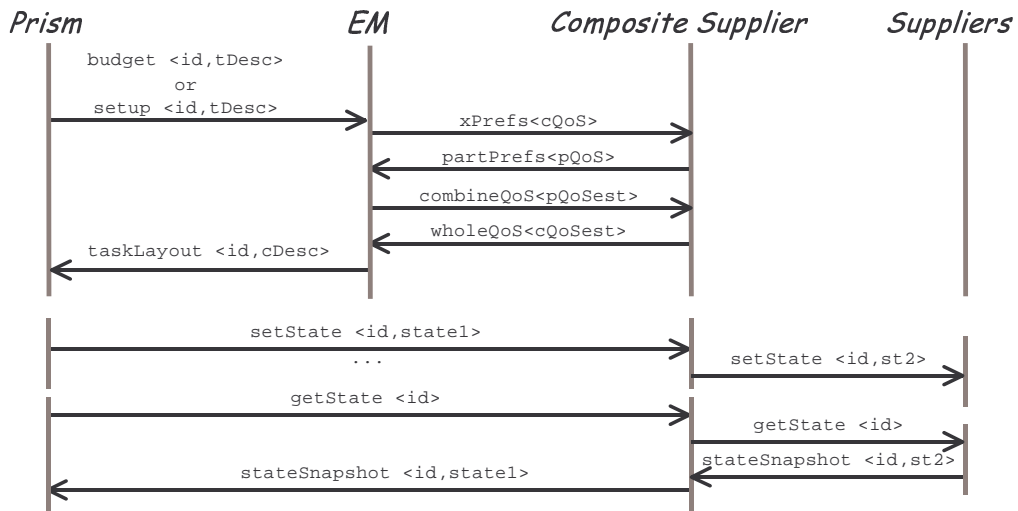 Prism
EM
Composite Supplier
Suppliers
budget <id,tDesc>
or
setup <id,tDesc>
xPrefs<cQoS>
partPrefs<pQoS>
combineQoS<pQoSest>
wholeQoS<cQoSest>
taskLayout <id,cDesc>
setState <id,state1>
...
setState <id,st2>
getState <id>
getState <id>
stateSnapshot <id,st2>
stateSnapshot <id,state1>